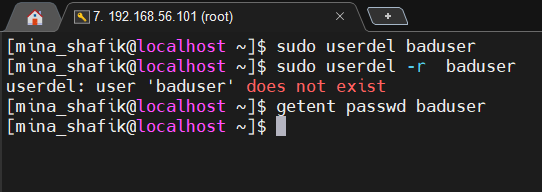 7. 192.168.56.101 (root)
[mina_shafik@localhost ~]$ sudo userdel baduser
[mina_shafik@localhost ~]$ sudo userdel -r  baduser
userdel: user 'baduser' does not exist
[mina_shafik@localhost ~]$ getent passwd baduser
[mina_shafik@localhost ~]$